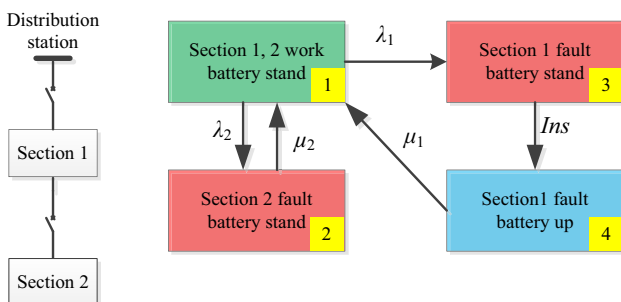 Distribution
station
Section 1
Section 2
Section 1, 2 work
battery stand
1
λ₁
Section 1 fault
battery stand
3
λ₂
μ₂
μ₁
Ins
Section 2 fault
battery stand
2
Section1 fault
battery up
4